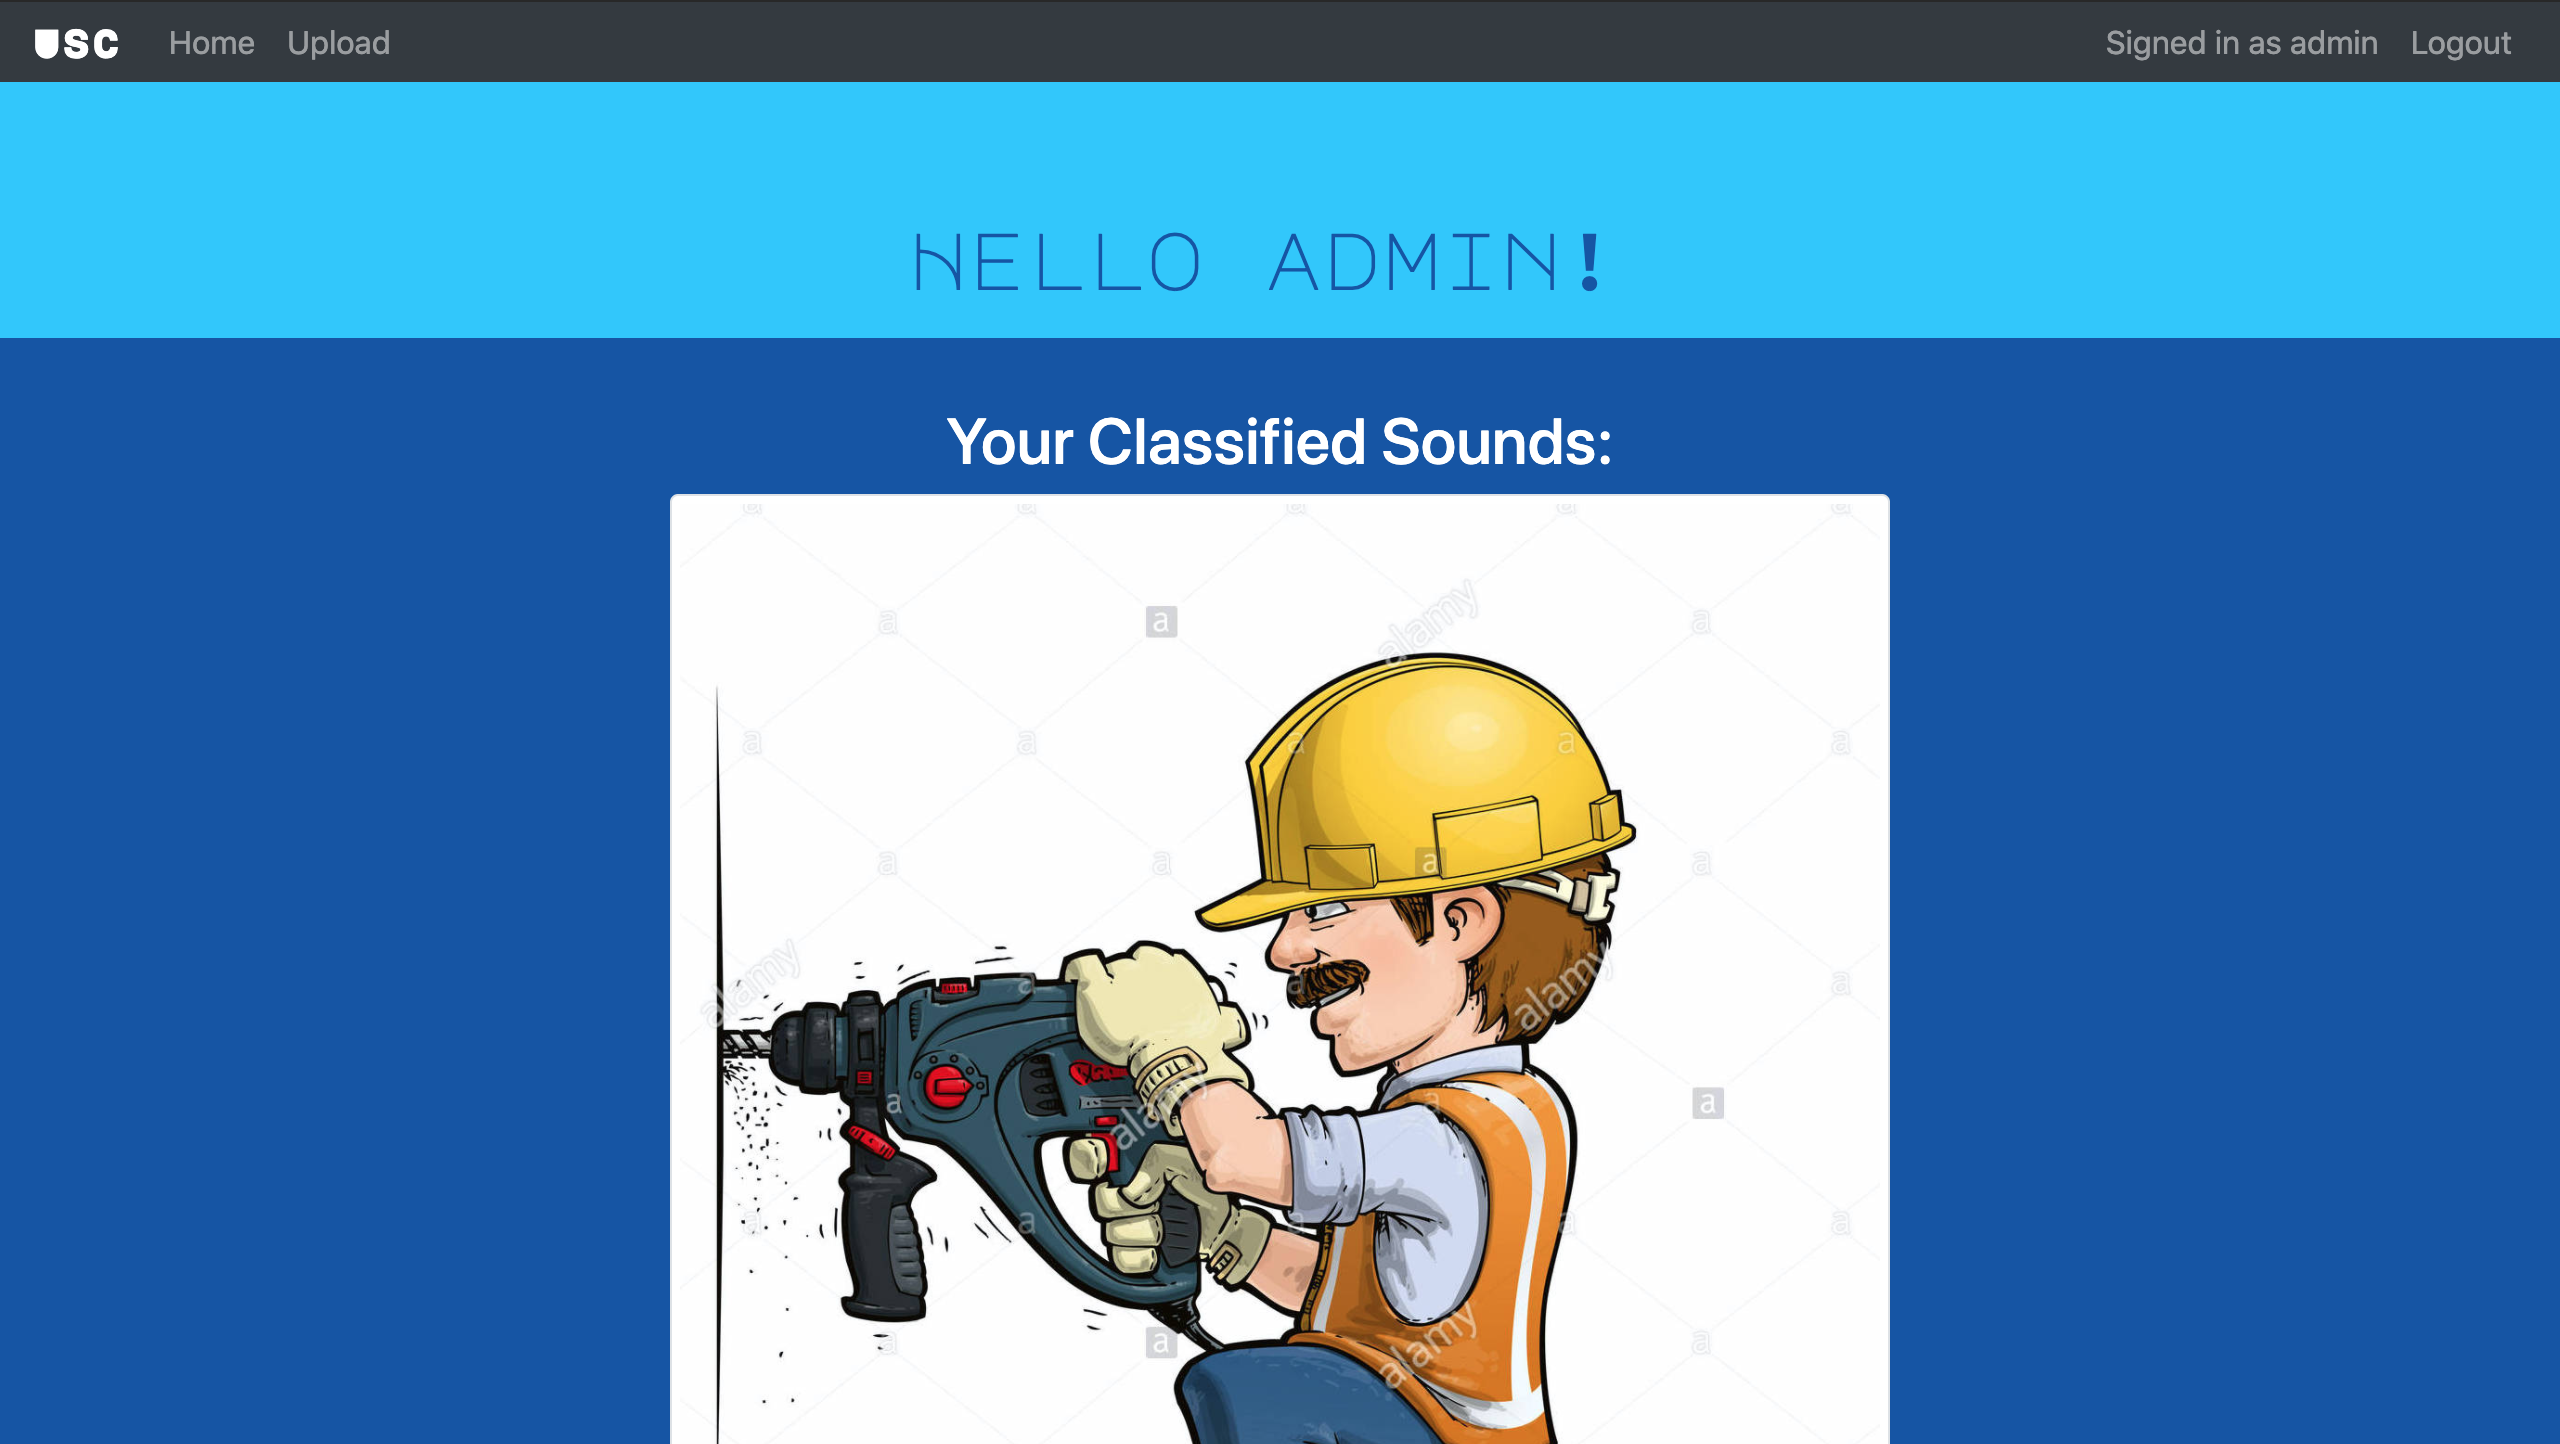 USC Home Upload Signed in as admin Logout
HELLO ADMIN!
Your Classified Sounds:
a a a a a
alamy
a a a
a a a a a
a a a a
alamy alamy a a
a alamy a a
a a a a a
alamy
a a a